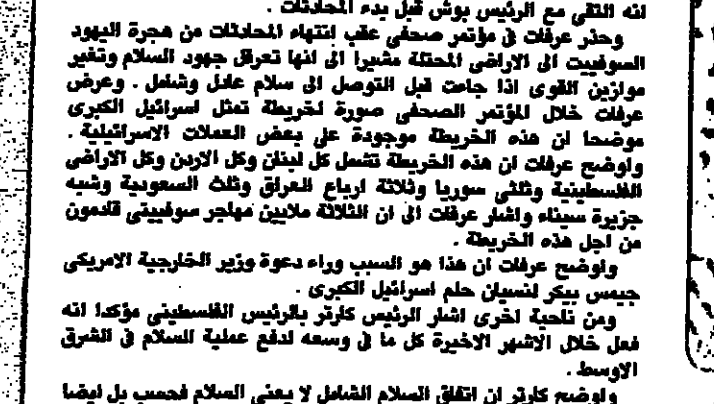 انه التقى مع الرئيس بوش قبل بدء المحادثات .
وحذر عرفات في مؤتمر صحفي عقب انتهاء المحادثات من هجرة اليهود
السوفييت الى الاراضي المحتلة مشيرا الى انها تعرقل جهود السلام وتغير
موازين القوى اذا جاءت قبل التوصل الى سلام عادل وشامل . وعرض
عرفات خلال المؤتمر الصحفي صورة لخريطة تمثل اسرائيل الكبرى
موضحا ان هذه الخريطة موجودة على بعض العملات الاسرائيلية .
واوضح عرفات ان هذه الخريطة تشمل كل لبنان وكل الاردن وكل الاراضي
الفلسطينية وثلثي سوريا وثلاثة ارباع العراق وثلث السعودية وشبه
جزيرة سيناء واشار عرفات الى ان الثلاثة ملايين مهاجر سوفييتي قادمون
من اجل هذه الخريطة .
واوضح عرفات ان هذا هو السبب وراء دعوة وزير الخارجية الامريكى
جيمس بيكر لنسيان حلم اسرائيل الكبرى .
ومن ناحية اخرى اشار الرئيس كارتر بالرئيس الفلسطيني مؤكدا انه
فعل خلال الاشهر الاخيرة كل ما في وسعه لدفع عملية السلام في الشرق
الاوسط .
واوضح كارتر ان اتفاق السلام الشامل لا يعني السلام فحسب بل ايضا